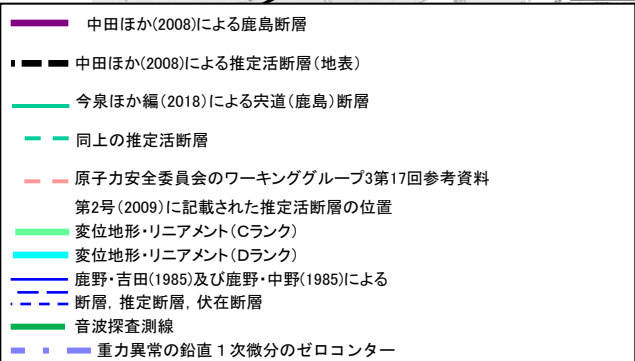 中田ほか(2008)による鹿島断層
中田ほか(2008)による推定活断層(地表)
今泉ほか編(2018)による宍道(鹿島)断層
同上の推定活断層
原子力安全委員会のワーキンググループ3第17回参考資料
第2号(2009)に記載された推定活断層の位置
変位地形・リニアメント(Cランク)
変位地形・リニアメント(Dランク)
鹿野・吉田(1985)及び鹿野・中野(1985)による
断層, 推定断層, 伏在断層
音波探査測線
重力異常の鉛直1次微分のゼロコンター